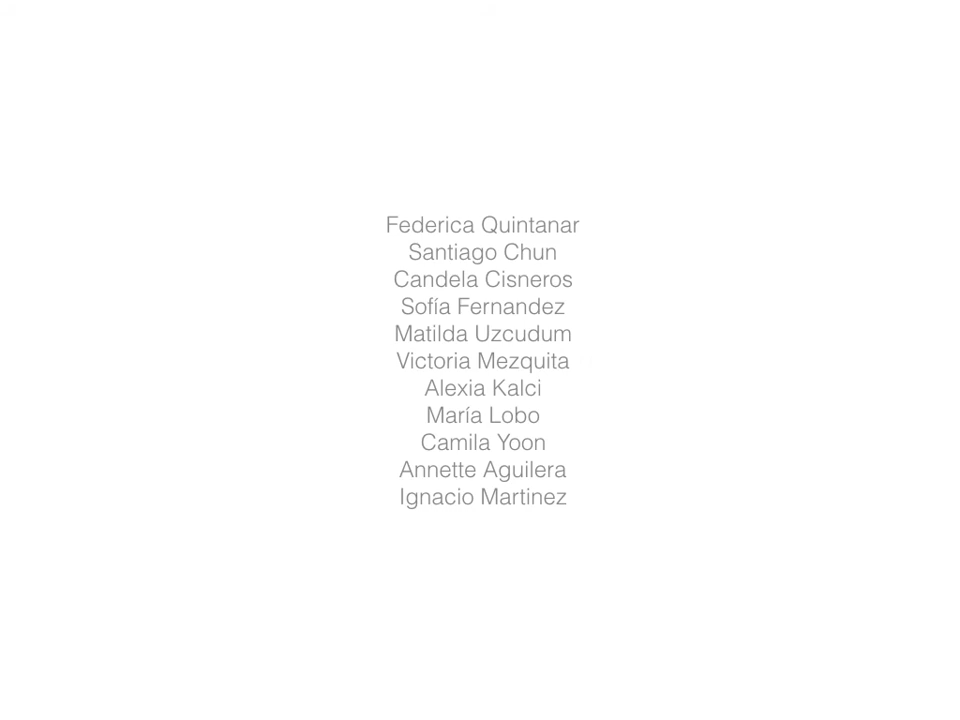 Federica Quintanar
Santiago Chun
Candela Cisneros
Sofía Fernandez
Matilda Uzcudum
Victoria Mezquita
Alexia Kalci
María Lobo
Camila Yoon
Annette Aguilera
Ignacio Martinez